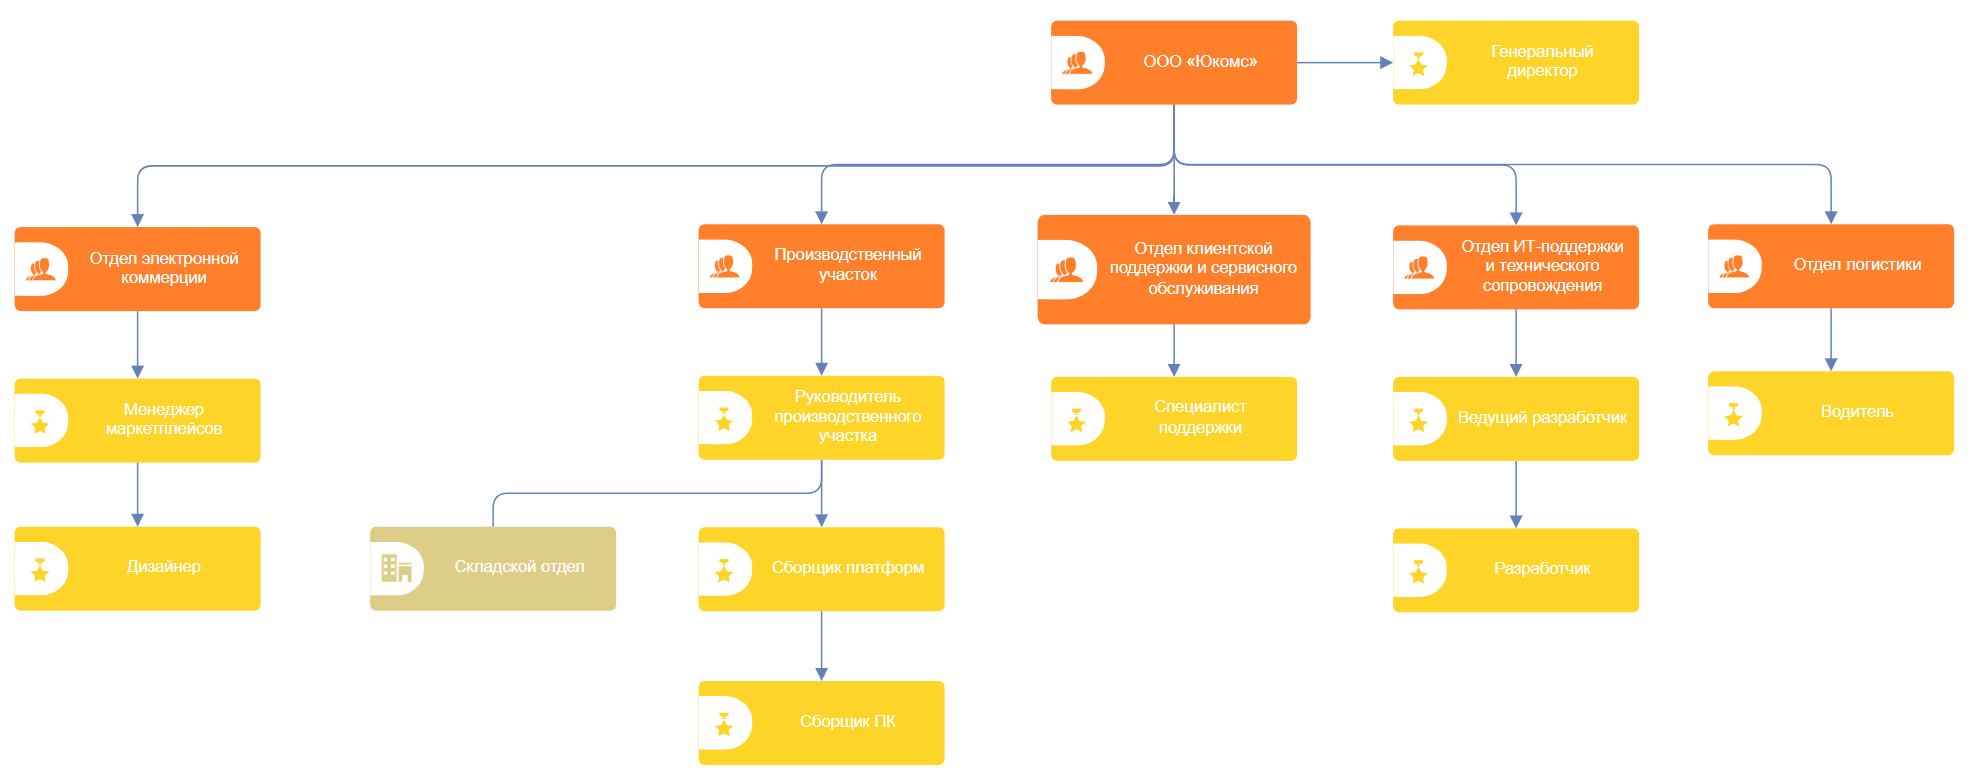 ООО «Юкомс»
Генеральный
директор
Отдел электронной
коммерции
Производственный
участок
Отдел клиентской
поддержки и сервисного
обслуживания
Отдел ИТ-поддержки
и технического
сопровождения
Отдел логистики
Менеджер
маркетплейсов
Руководитель
производственного
участка
Специалист
поддержки
Ведущий разработчик
Водитель
Дизайнер
Складской отдел
Сборщик платформ
Разработчик
Сборщик ПК